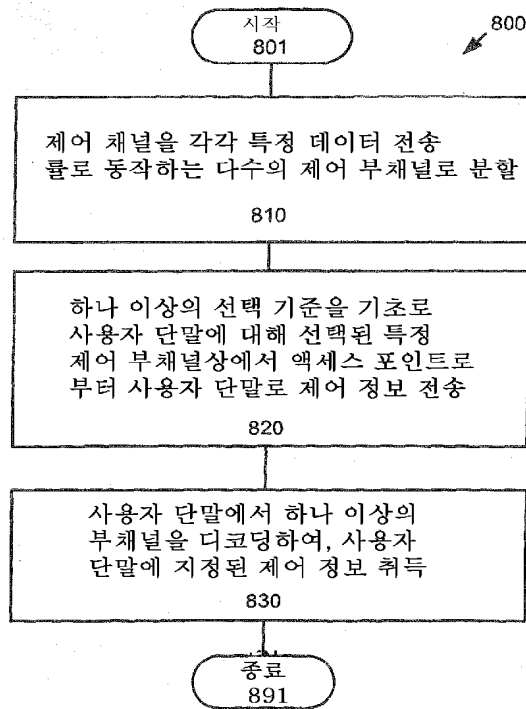 시작
801
800
제어 채널을 각각 특정 데이터 전송
률로 동작하는 다수의 제어 부채널로 분할
810
하나 이상의 선택 기준을 기초로
사용자 단말에 대해 선택된 특정
제어 부채널상에서 액세스 포인트로
부터 사용자 단말로 제어 정보 전송
820
사용자 단말에서 하나 이상의
부채널을 디코딩하여, 사용자
단말에 지정된 제어 정보 취득
830
종료
891